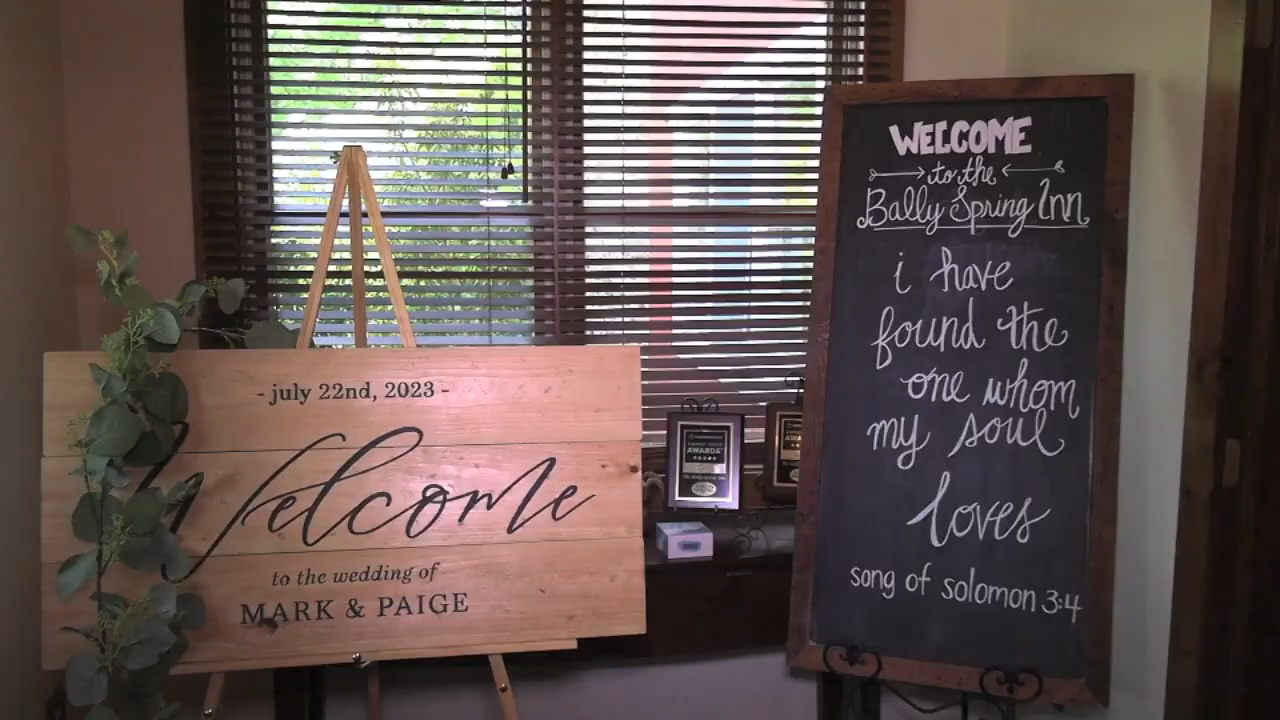 - july 22nd, 2023 -
Welcome
to the wedding of
MARK & PAIGE
AWARDS
WELCOME
to the
Bally Spring Inn
i have
found the
one whom
my soul
loves
song of solomon 3:4